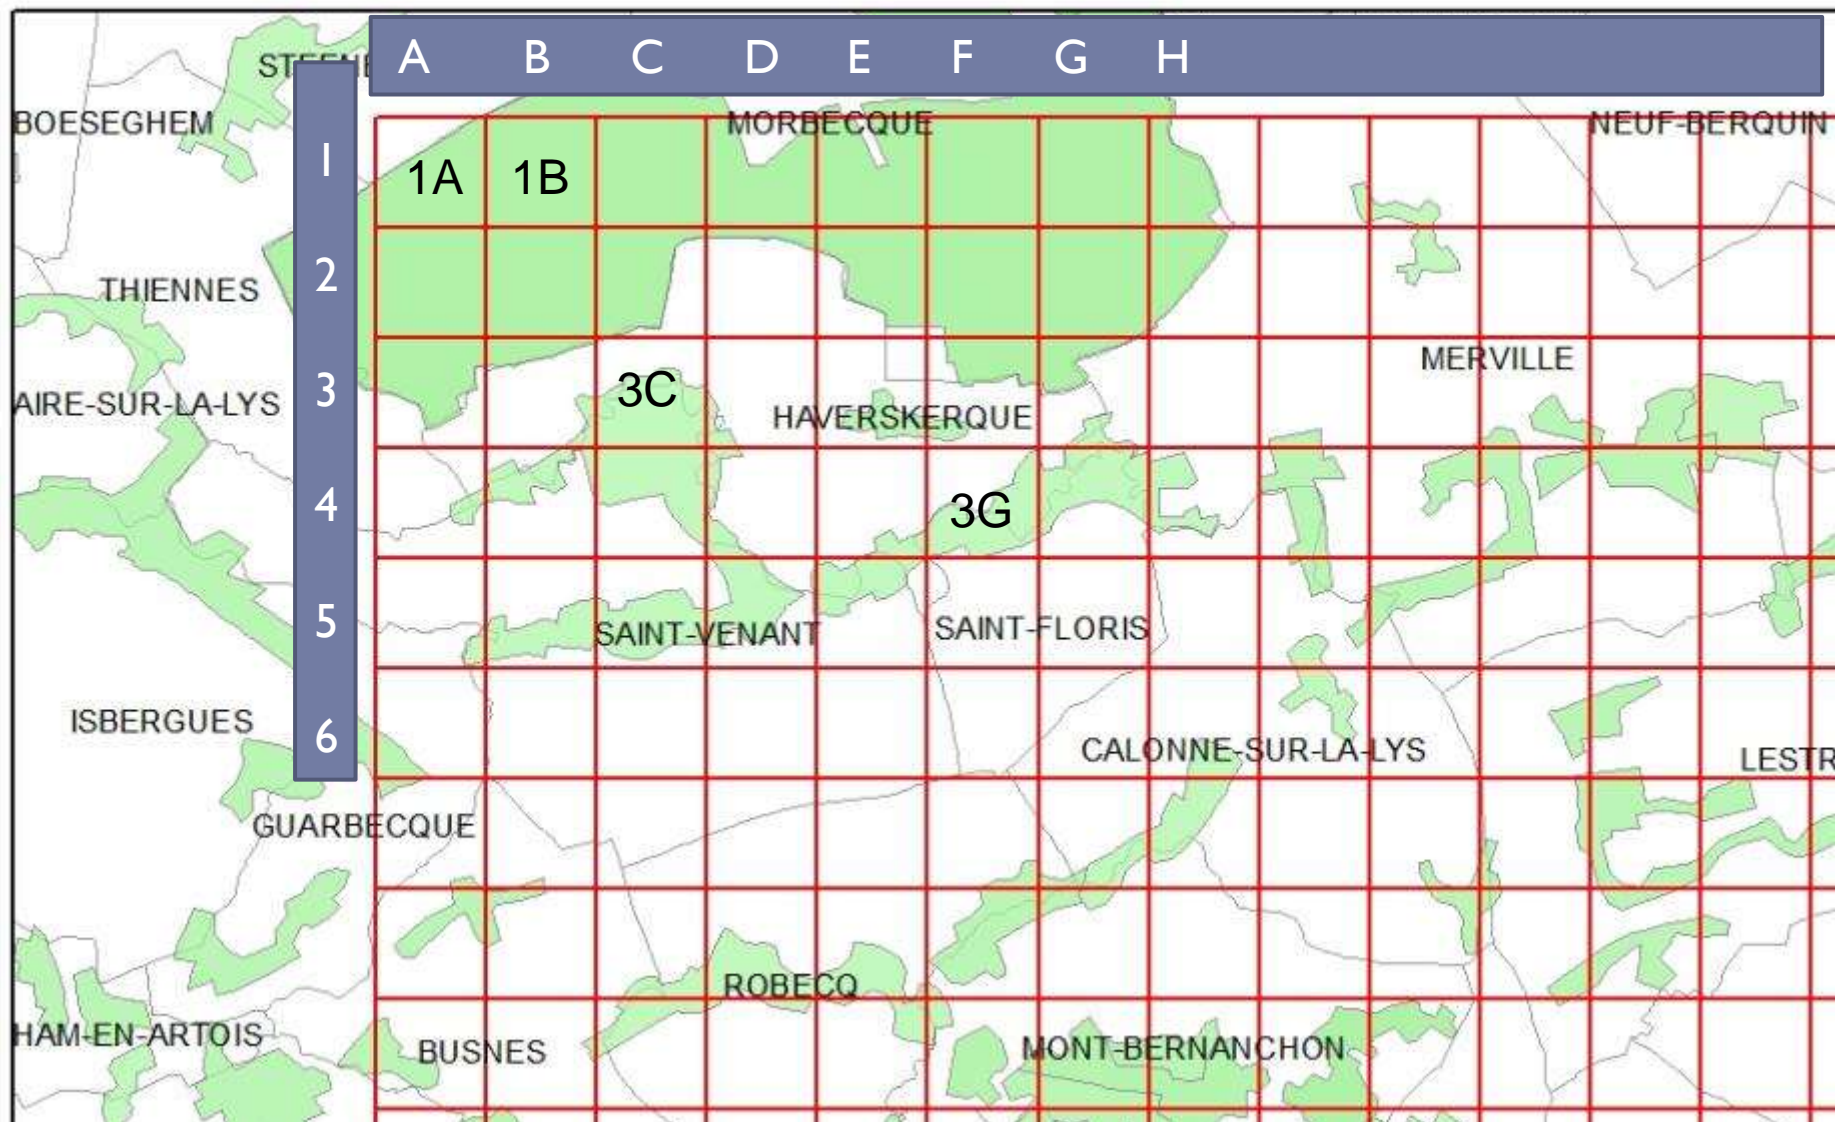 A B C D E F G H
BOESEGHEM
MORBECQUE
NEUF-BERQUIN
1
1A
1B
2
THIENNES
MERVILLE
3
3C
AIRE-SUR-LA-LYS
HAVERSKERQUE
4
3G
5
SAINT-VENANT
SAINT-FLORIS
ISBERGUES
6
CALONNE-SUR-LA-LYS
LESTR
GUARBECQUE
ROBECQ
HAM-EN-ARTOIS
BUSNES
MONT-BERNANCHON